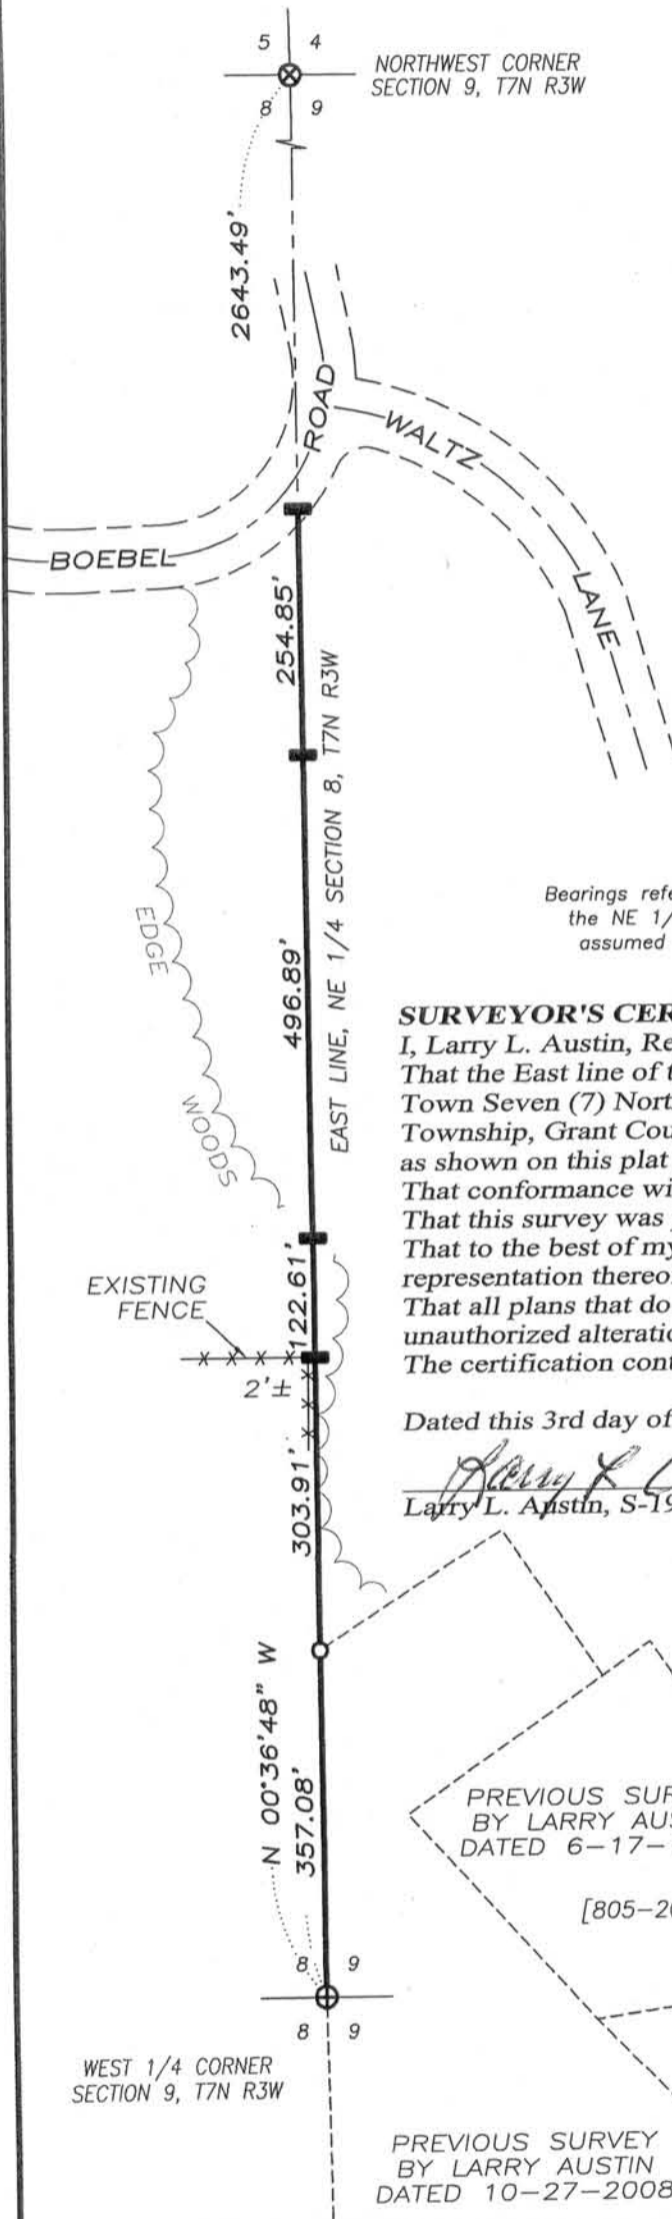 5 4
NORTHWEST CORNER
SECTION 9, T7N R3W
8 9
2643.49'
ROAD
WALTZ
BOEBEL
LANE
254.85'
EAST LINE, NE 1/4 SECTION 8, T7N R3W
Bearings refe
the NE 1/
assumed
EDGE
496.89'
SURVEYOR'S CER
I, Larry L. Austin, Re
That the East line of t
Town Seven (7) Nort
Township, Grant Cou
as shown on this plat
That conformance wi
That this survey was
That to the best of my
representation thereo
That all plans that do
unauthorized alteratio
The certification cont
WOODS
122.61'
EXISTING
FENCE
2'±
Dated this 3rd day of
Larry L
Larry L. Austin, S-19
303.91'
N 00°36'48" W
357.08'
PREVIOUS SUR
BY LARRY AUS
DATED 6-17-
[805-20
8 9
8 9
WEST 1/4 CORNER
SECTION 9, T7N R3W
PREVIOUS SURVEY
BY LARRY AUSTIN
DATED 10-27-2008